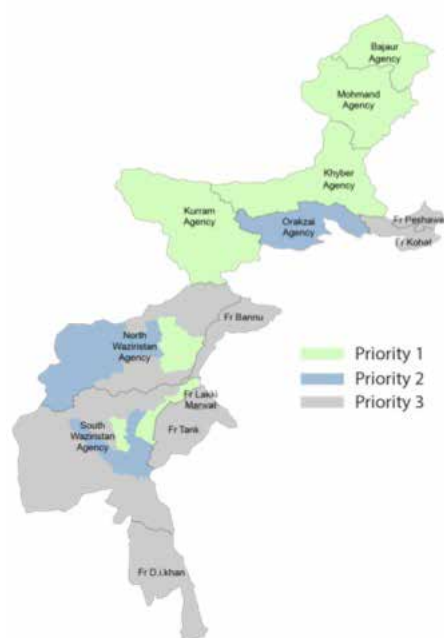 Bajaur
Agency
Mohmand
Agency
Khyber
Agency
Kurram
Agency
Orakzai
Agency
Fr Peshawa
Fr Kohat
North
Waziristan
Agency
Fr Bannu
Priority 1
Priority 2
Priority 3
Fr Lakki
Marwat
South
Waziristan
Agency
Fr Tank
Fr D.i.khan